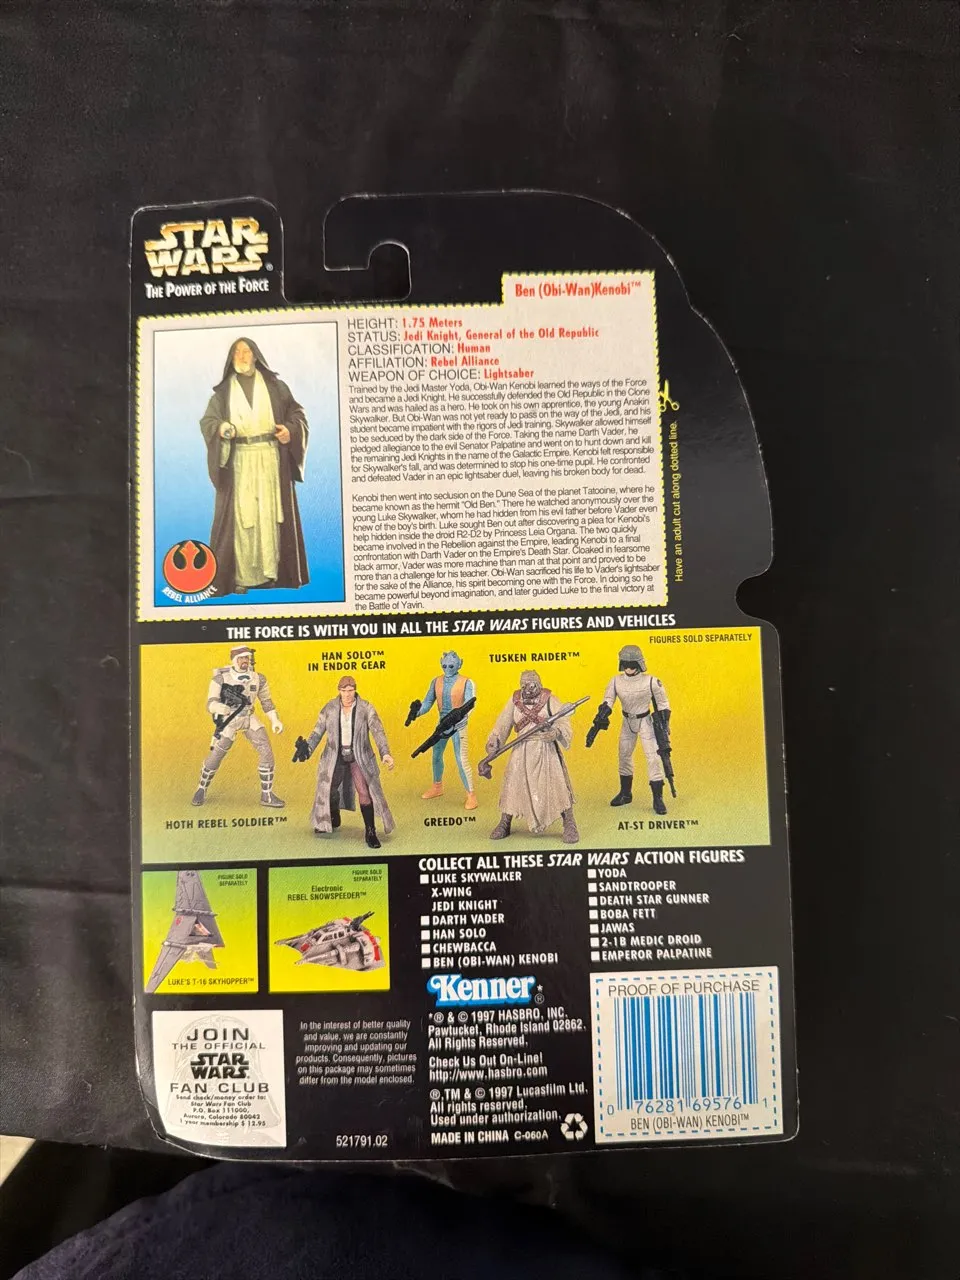 STAR
WARS®
THE POWER OF THE FORCE
Ben (Obi-Wan)Kenobi™
HEIGHT: 1.75 Meters
STATUS: Jedi Knight, General of the Old Republic
CLASSIFICATION: Human
AFFILIATION: Rebel Alliance
WEAPON OF CHOICE: Lightsaber
Trained by the Jedi Master Yoda, Obi-Wan Kenobi learned the ways of the Force
and became a Jedi Knight. He successfully defended the Old Republic in the Clone
Wars and was hailed as a hero. He took on his own apprentice, the young Anakin
Skywalker. But Obi-Wan was not yet ready to pass on the way of the Jedi, and his
student became impatient with the rigors of Jedi training. Skywalker allowed himself
to be seduced by the dark side of the Force. Taking the name Darth Vader, he
pledged allegiance to the evil Senator Palpatine and went on to hunt down and kill
the remaining Jedi Knights in the name of the Galactic Empire. Kenobi felt responsible
for Skywalker's fall, and was determined to stop his one-time pupil. He confronted
and defeated Vader in an epic lightsaber duel, leaving his broken body for dead.
Kenobi then went into seclusion on the Dune Sea of the planet Tatooine, where he
became known as the hermit "Old Ben." There he watched anonymously over the
young Luke Skywalker, whom he had hidden from his evil father before Vader even
knew of the boy's birth. Luke sought Ben out after discovering a plea for Kenobi's
help hidden inside the droid R2-D2 by Princess Leia Organa. The two quickly
became involved in the Rebellion against the Empire, leading Kenobi to a final
confrontation with Darth Vader on the Empire's Death Star. Cloaked in fearsome
black armor, Vader was more machine than man at that point and proved to be
more than a challenge for his teacher. Obi-Wan sacrificed his life to Vader's lightsaber
for the sake of the Alliance, his spirit becoming one with the Force. In doing so he
became powerful beyond imagination, and later guided Luke to the final victory at
the Battle of Yavin.
REBEL ALLIANCE
Have an adult cut along dotted line.
THE FORCE IS WITH YOU IN ALL THE STAR WARS FIGURES AND VEHICLES
FIGURES SOLD SEPARATELY
HAN SOLO™
IN ENDOR GEAR
TUSKEN RAIDER™
HOTH REBEL SOLDIER™
GREEDO™
AT-ST DRIVER™
FIGURE SOLD
SEPARATELY
LUKE'S T-16 SKYHOPPER™
FIGURE SOLD
SEPARATELY
Electronic
REBEL SNOWSPEEDER™
COLLECT ALL THESE STAR WARS ACTION FIGURES
LUKE SKYWALKER
X-WING
JEDI KNIGHT
DARTH VADER
HAN SOLO
CHEWBACCA
BEN (OBI-WAN) KENOBI
YODA
SANDTROOPER
DEATH STAR GUNNER
BOBA FETT
JAWAS
2-1B MEDIC DROID
EMPEROR PALPATINE
JOIN
THE OFFICIAL
STAR
WARS
FAN CLUB
Send check/money order to:
Star Wars Fan Club
P.O. Box 111000,
Aurora, Colorado 80042
1 year membership $ 12.95
In the interest of better quality
and value, we are constantly
improving and updating our
products. Consequently, pictures
on this package may sometimes
differ from the model enclosed.
521791.02
Kenner®*
*® & © 1997 HASBRO, INC.
Pawtucket, Rhode Island 02862.
All Rights Reserved.
Check Us Out On-Line!
http://www.hasbro.com
®,TM & © 1997 Lucasfilm Ltd.
All rights reserved.
Used under authorization.
MADE IN CHINA C-060A
PROOF OF PURCHASE
0 76281 69576 1
BEN (OBI-WAN) KENOBI™